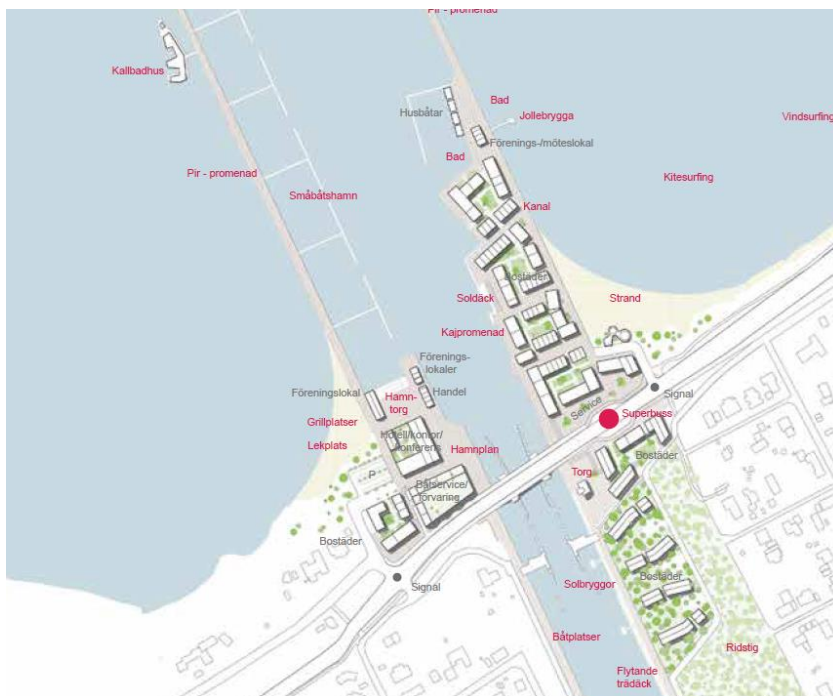 Pir - promenad
Kallbadhus
Bad
Husbåtar
Jollebrygga
Vindsurfing
Förenings-/möteslokal
Bad
Pir - promenad
Kitesurfing
Småbåtshamn
Kanal
Bostäder
Soldäck
Strand
Kajpromenad
Förenings-
lokaler
Föreningslokal
Handel
Signal
Hamn-
torg
Service
Superbuss
Grillplatser
Hotell/kontor/
konferens
Lekplats
Hamnplan
Bostäder
P
Torg
Båtservice/
förvaring
Bostäder
Bostäder
Signal
Solbryggor
Båtplatser
Ridstig
Flytande
trädäck